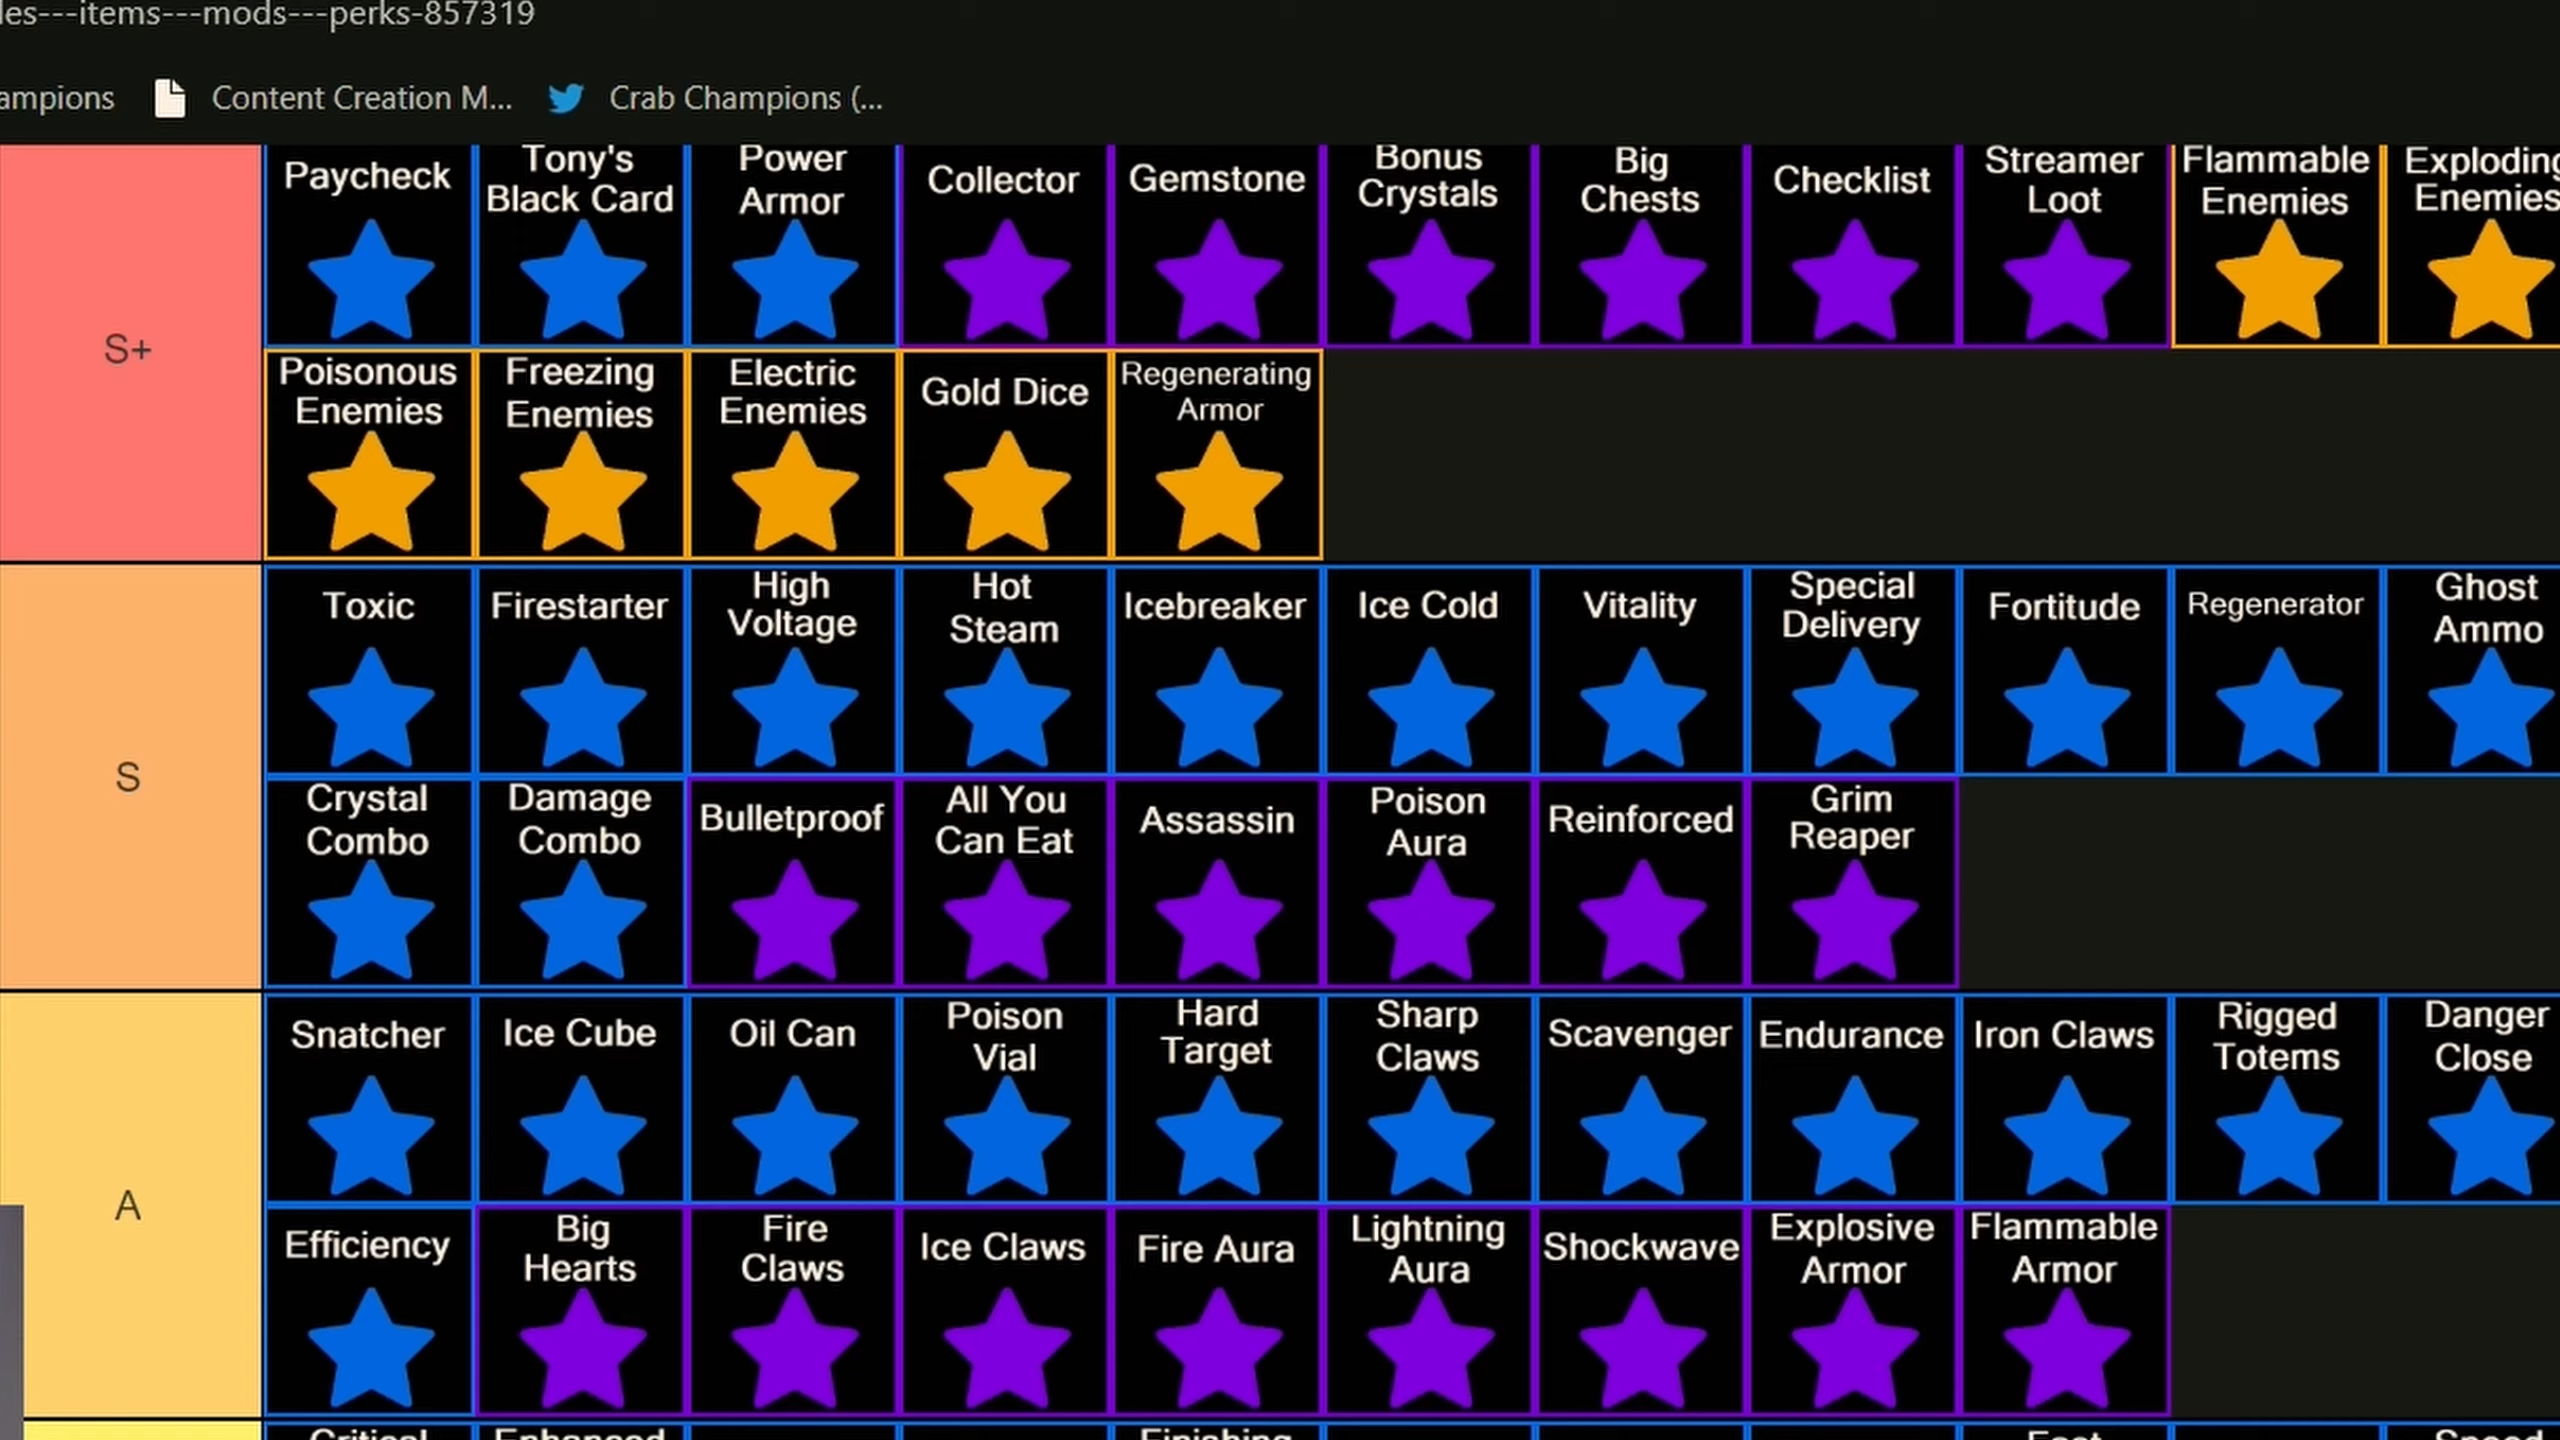 les---items---mods---perks-857319
ampions Content Creation M... Crab Champions (...
S+
Paycheck
Tony's
Black Card
Power
Armor
Collector
Gemstone
Bonus
Crystals
Big
Chests
Checklist
Streamer
Loot
Flammable
Enemies
Exploding
Enemies
Poisonous
Enemies
Freezing
Enemies
Electric
Enemies
Gold Dice
Regenerating
Armor
S
Toxic
Firestarter
High
Voltage
Hot
Steam
Icebreaker
Ice Cold
Vitality
Special
Delivery
Fortitude
Regenerator
Ghost
Ammo
Crystal
Combo
Damage
Combo
Bulletproof
All You
Can Eat
Assassin
Poison
Aura
Reinforced
Grim
Reaper
A
Snatcher
Ice Cube
Oil Can
Poison
Vial
Hard
Target
Sharp
Claws
Scavenger
Endurance
Iron Claws
Rigged
Totems
Danger
Close
Efficiency
Big
Hearts
Fire
Claws
Ice Claws
Fire Aura
Lightning
Aura
Shockwave
Explosive
Armor
Flammable
Armor
Critical
Enhanced
Finishing
Speed